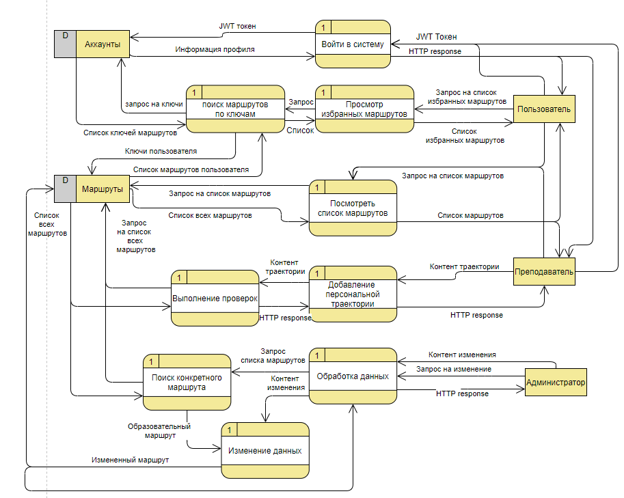 JWT токен
D
Аккаунты
1
Войти в систему
JWT Токен
Информация профиля
HTTP response
запрос на ключи
1
поиск маршрутов
по ключам
Запрос
1
Просмотр
избранных маршрутов
Запрос на список
избранных маршрутов
Пользователь
Список ключей маршрутов
Список
Список
избранных маршрутов
Ключи пользователя
Список маршрутов пользователя
Запрос на список маршрутов
D
Маршруты
Запрос на список маршрутов
1
Посмотреть
список маршрутов
Список
всех
маршрутов
Запрос
на список
всех
маршрутов
Список всех маршрутов
Список маршрутов
1
Выполнение проверок
Контент
траектории
1
Добавление
персональной
траектории
Контент траектории
Преподаватель
HTTP response
HTTP response
1
Поиск конкретного
маршрута
Запрос
списка маршрутов
Контент
изменения
1
Обработка данных
Контент изменения
Запрос на изменение
HTTP response
Администратор
Образовательный
маршрут
1
Изменение данных
Измененный маршрут